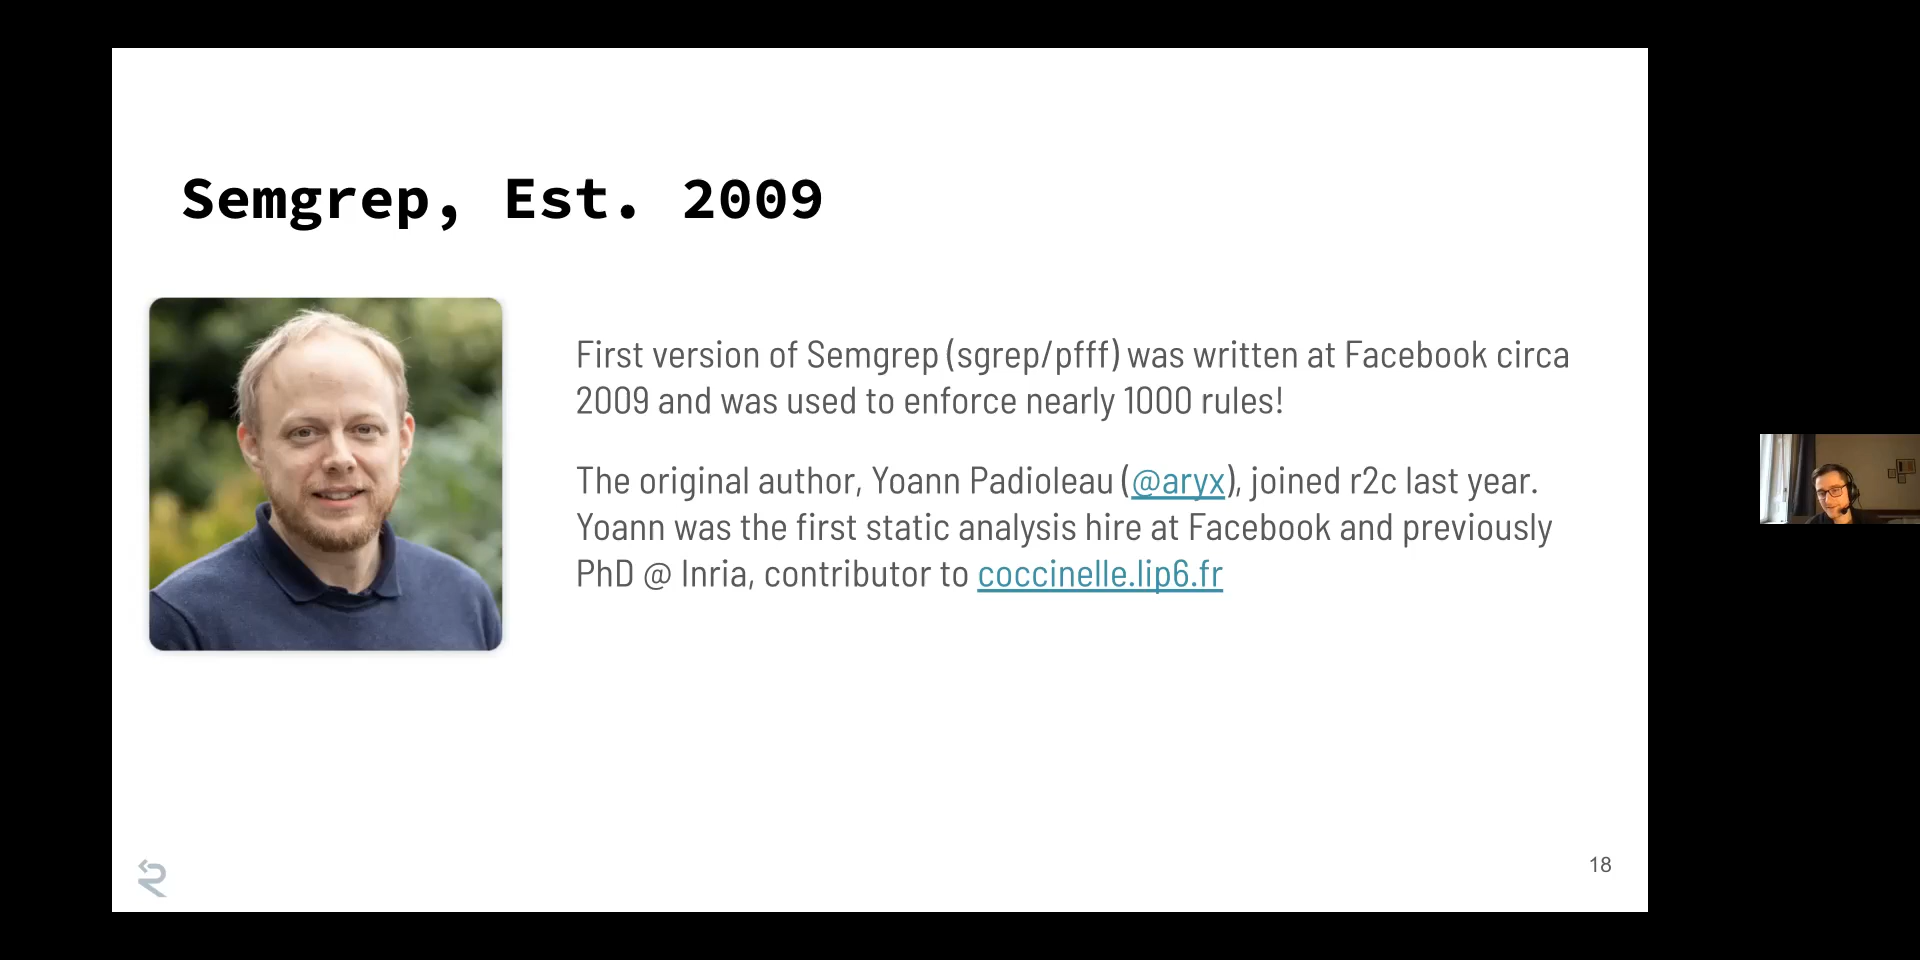 Semgrep, Est. 2009
First version of Semgrep (sgrep/pfff) was written at Facebook circa
2009 and was used to enforce nearly 1000 rules!
The original author, Yoann Padioleau (@aryx), joined r2c last year.
Yoann was the first static analysis hire at Facebook and previously
PhD @ Inria, contributor to coccinelle.lip6.fr
18